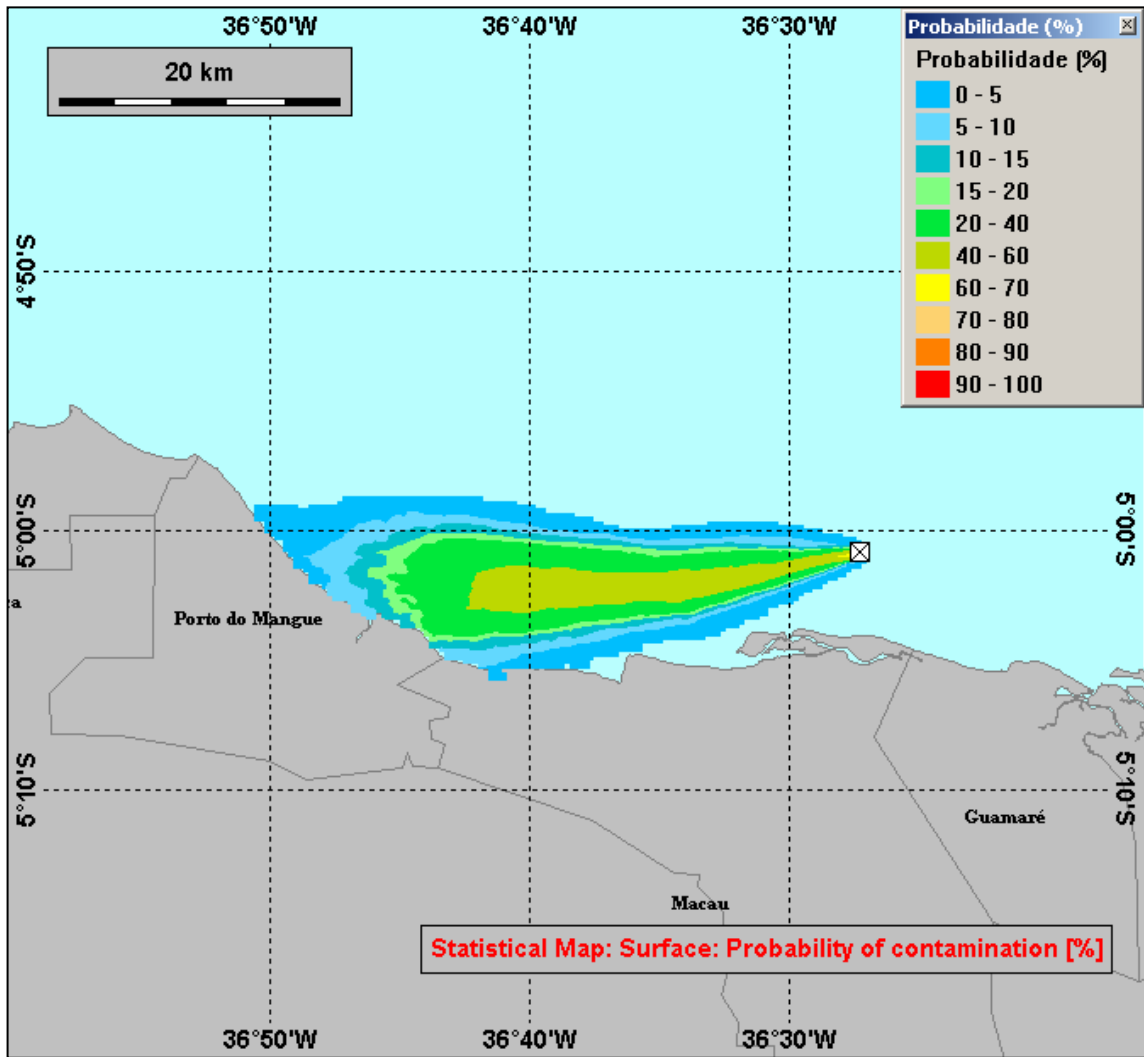 36°50'W
36°40'W
36°30'W
20 km
Probabilidade (%)
Probabilidade (%)
0 - 5
5 - 10
10 - 15
15 - 20
20 - 40
40 - 60
60 - 70
70 - 80
80 - 90
90 - 100
4°50'S
5°00'S
5°00'S
Porto do Mangue
5°10'S
5°10'S
Guamaré
Macau
Statistical Map: Surface: Probability of contamination [%]
36°50'W
36°40'W
36°30'W